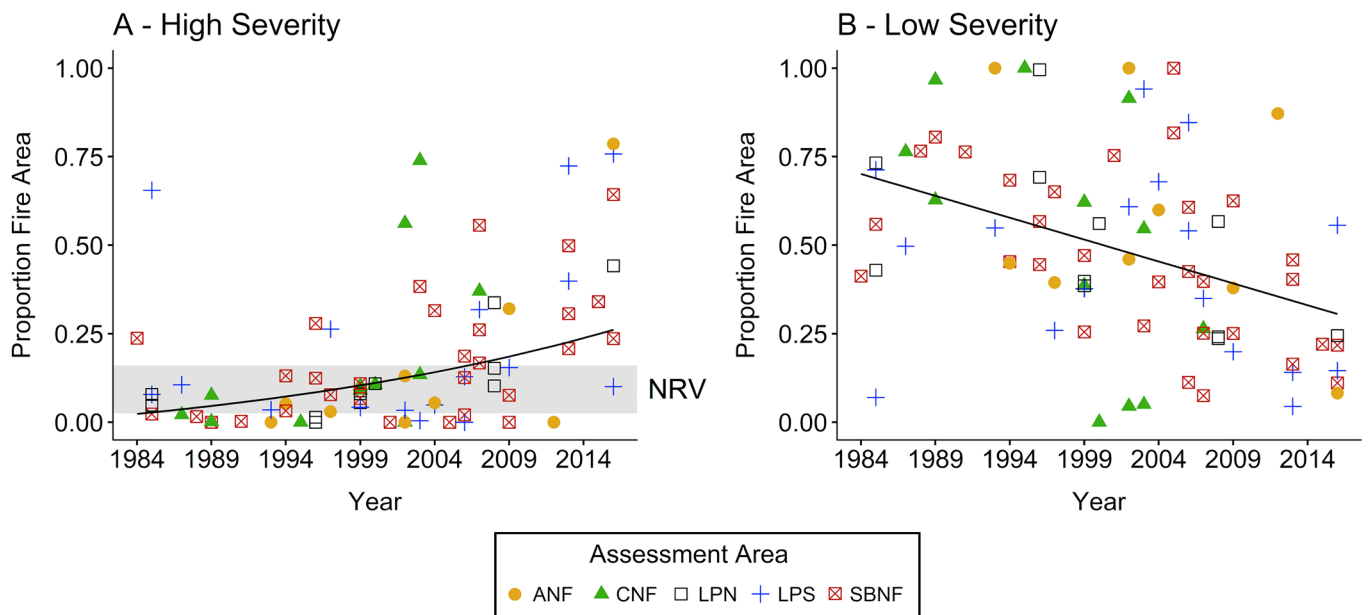 A - High Severity
Proportion Fire Area
1.00
0.75
0.50
0.25
0.00
NRV
1984 1989 1994 1999 2004 2009 2014
Year
B - Low Severity
Proportion Fire Area
1.00
0.75
0.50
0.25
0.00
1984 1989 1994 1999 2004 2009 2014
Year
Assessment Area
ANF CNF LPN LPS SBNF